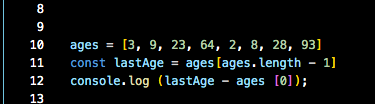 8
9
10 ages = [3, 9, 23, 64, 2, 8, 28, 93]
11 const lastAge = ages[ages.length - 1]
12 console.log (lastAge - ages [0]);
13